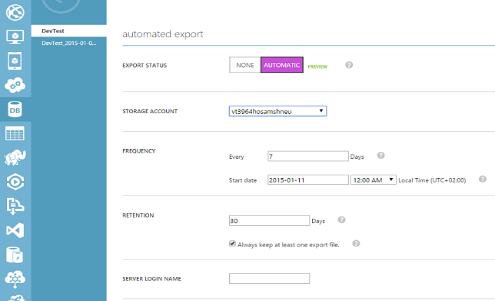 DevTest
DevTest_2015-01-0...
automated export
EXPORT STATUS
NONE
AUTOMATIC
PREVIEW
?
STORAGE ACCOUNT
vt3964hosamshneu
FREQUENCY
Every 7 Days ?
Start date 2015-01-11 12:00 AM Local Time (UTC+02:00) ?
RETENTION
30 Days ?
Always keep at least one export file. ?
SERVER LOGIN NAME
DB